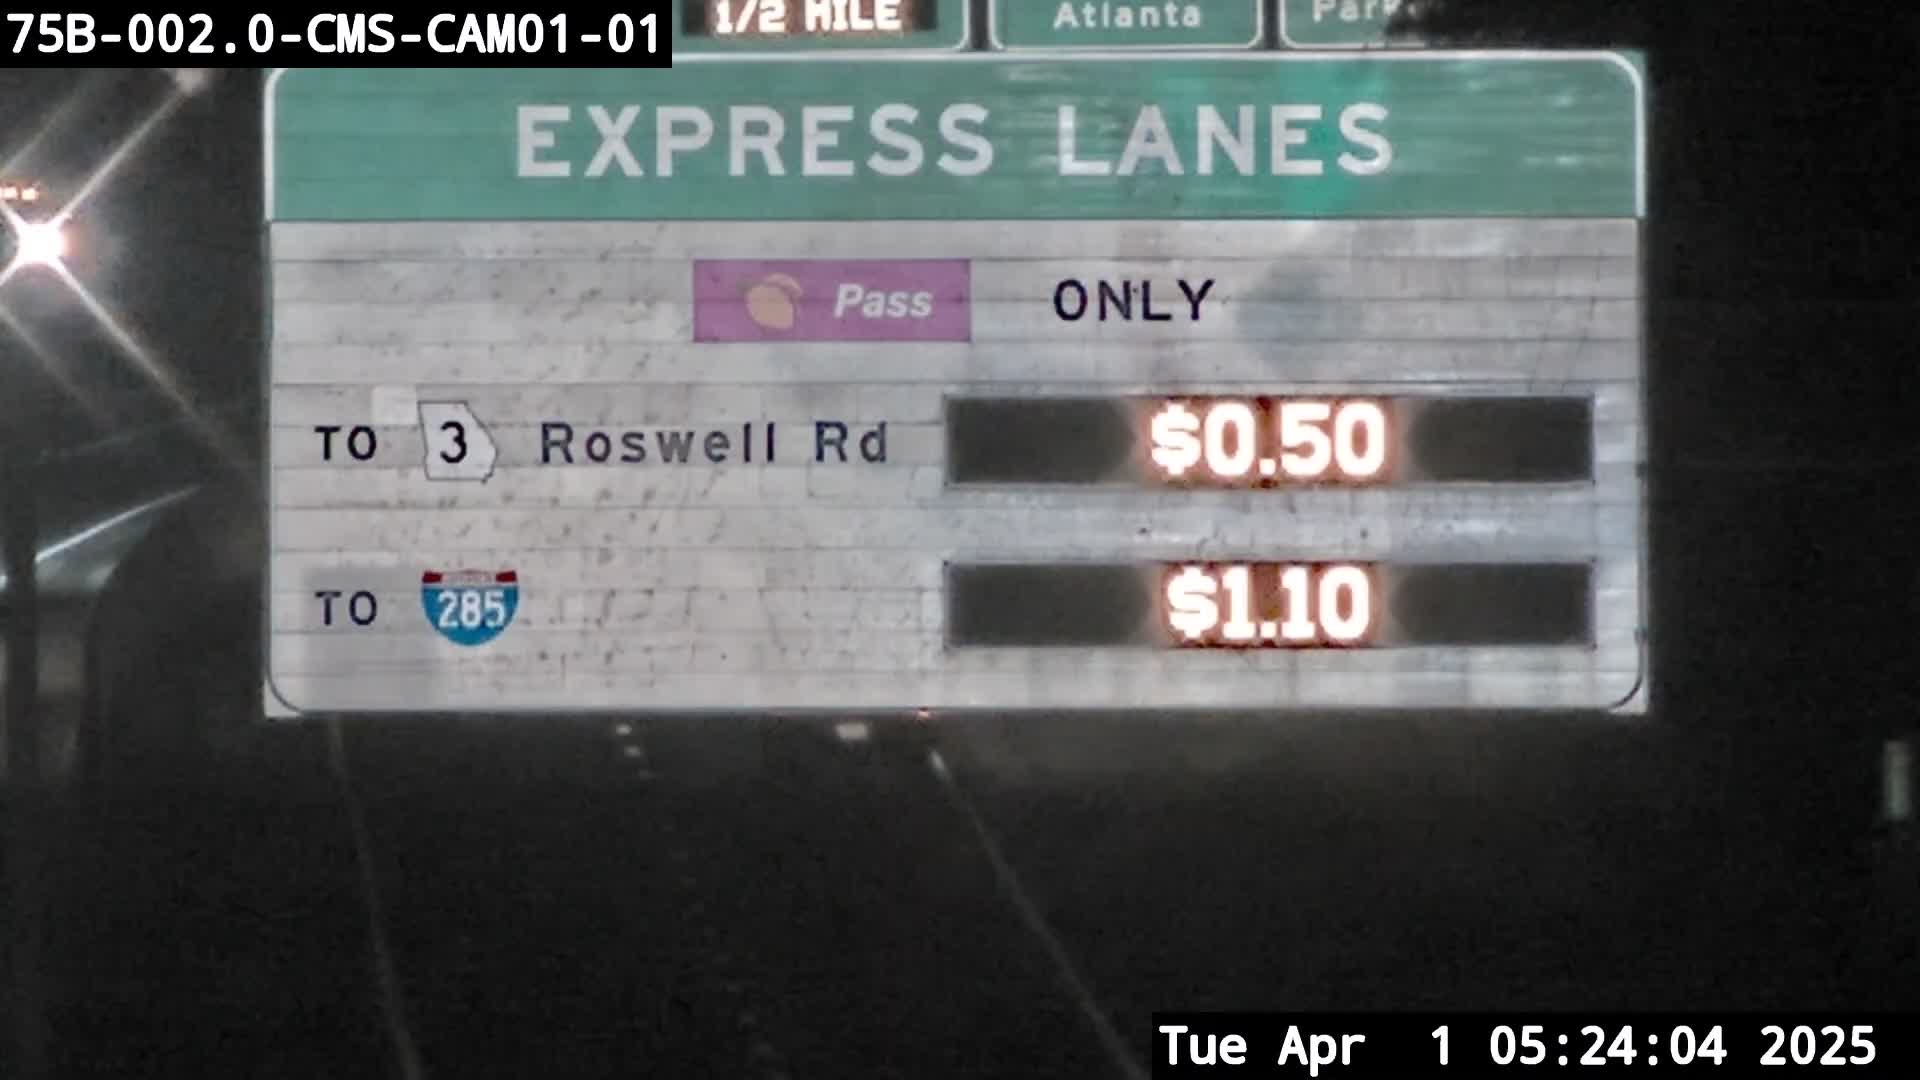 75B-002.0-CMS-CAM01-01
1/2 MILE
Atlanta
EXPRESS LANES
Pass ONLY
TO 3 Roswell Rd $0.50
TO 285 $1.10
Tue Apr 1 05:24:04 2025